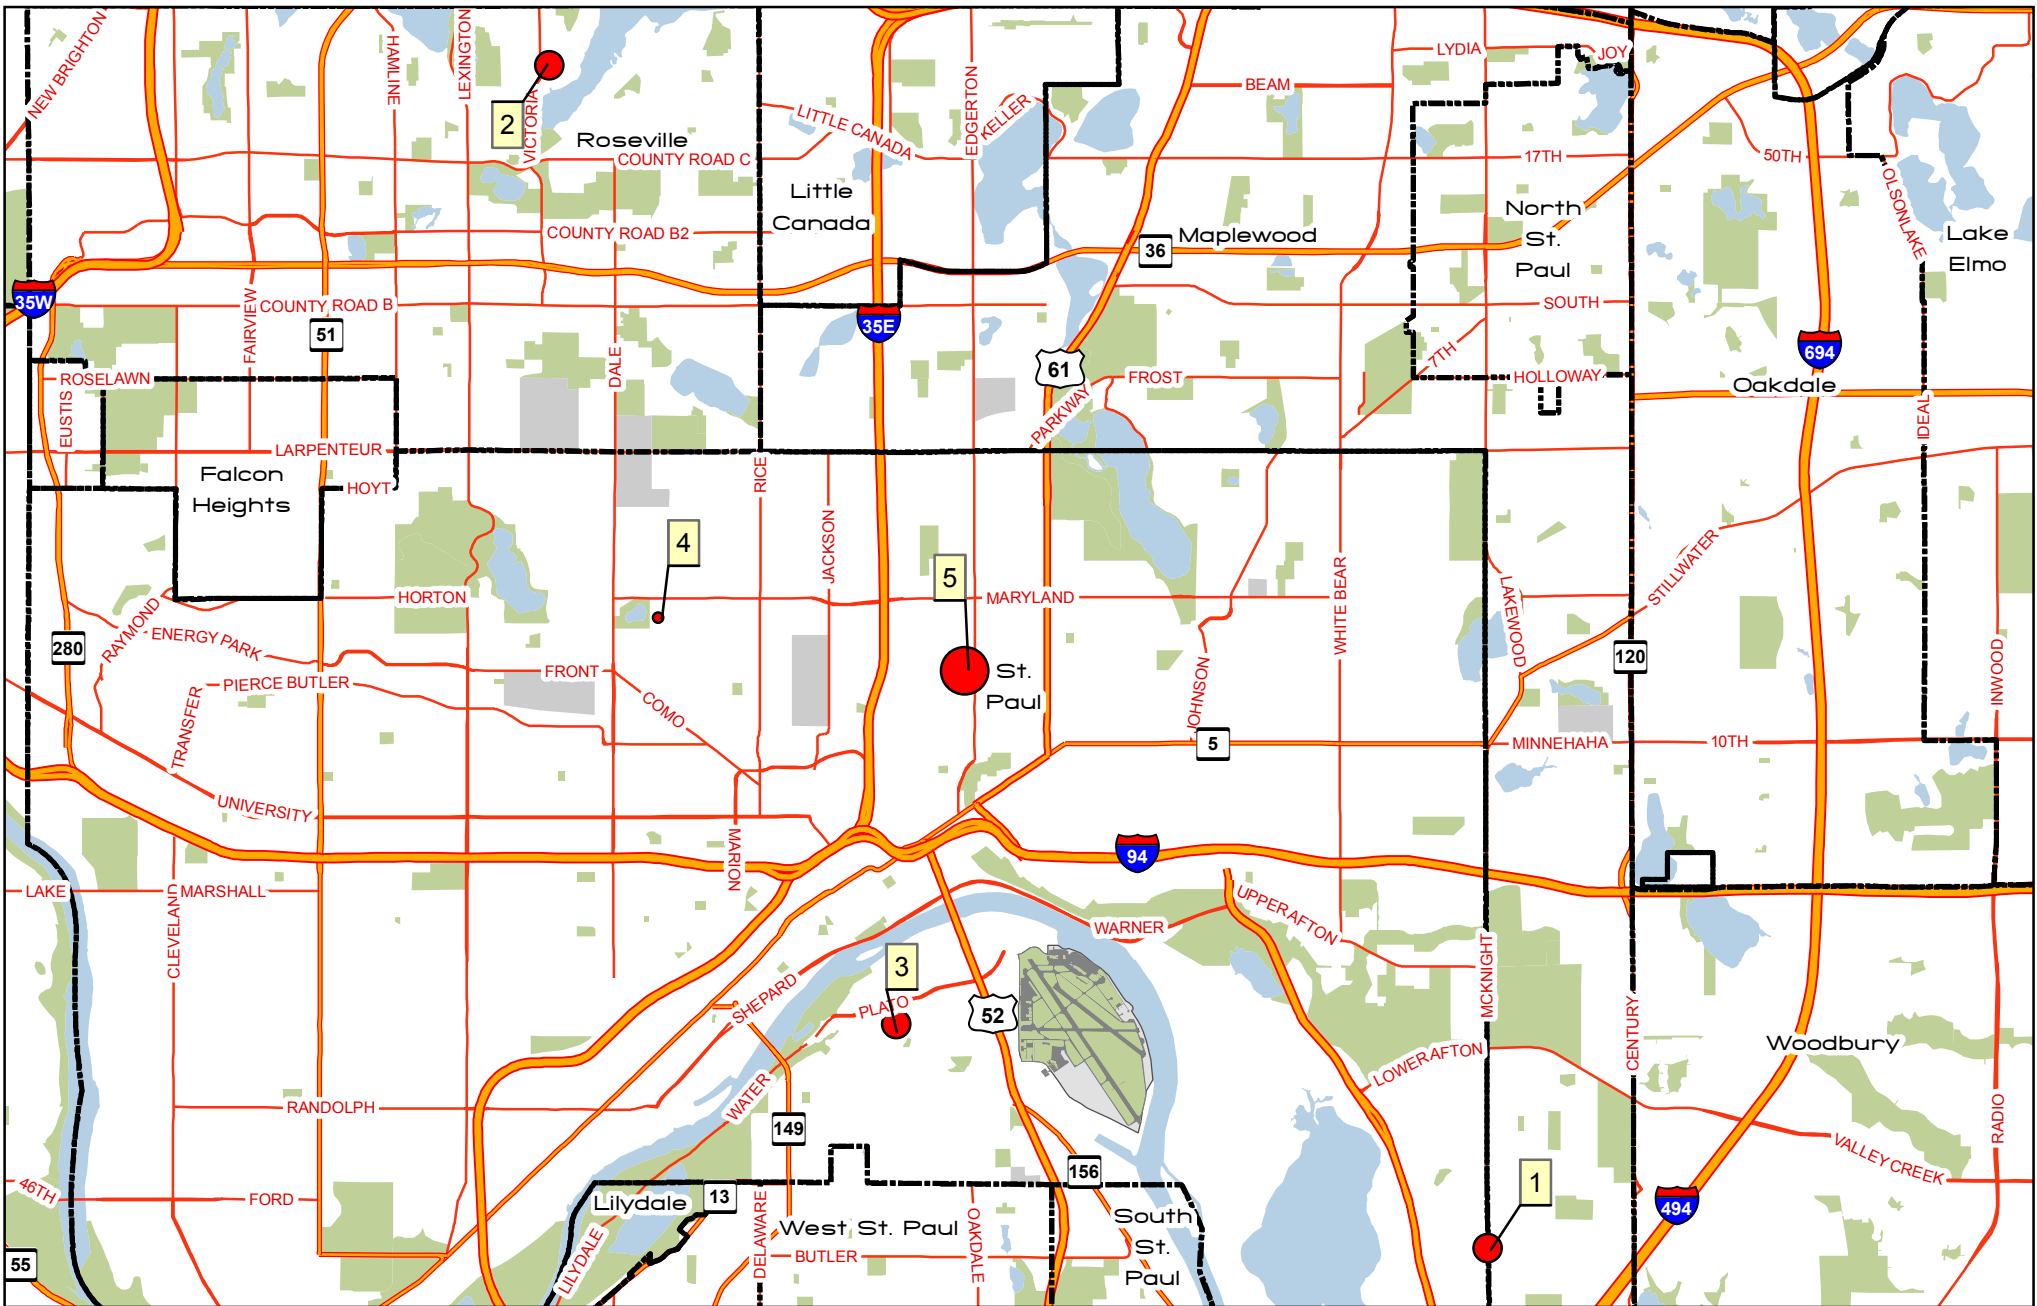 NEW BRIGHTON
HAMLINE
LEXINGTON
2
VICTORIA
Roseville
COUNTY ROAD C
LITTLE CANADA
EDGERTON
KELLER
BEAM
LYDIA
JOY
17TH
50TH
OLSONLAKE
Little
Canada
COUNTY ROAD B2
36
Maplewood
North
St.
Paul
Lake
Elmo
35W
FAIRVIEW
COUNTY ROAD B
51
35E
SOUTH
694
DALE
61
7TH
ROSELAWN
FROST
HOLLOWAY
Oakdale
EUSTIS
PARKWAY
IDEAL
LARPENTEUR
Falcon
Heights
HOYT
RICE
JACKSON
4
5
WHITE BEAR
LAKEWOOD
STILLWATER
HORTON
MARYLAND
RAYMOND
ENERGY PARK
280
120
INWOOD
FRONT
PIERCE BUTLER
COMO
St.
Paul
JOHNSON
TRANSFER
5
MINNEHAHA
10TH
UNIVERSITY
MARION
94
LAKE
CLEVELAND
MARSHALL
UPPERAFTON
WARNER
MCKNIGHT
3
SHEPARD
PLATO
52
CENTURY
Woodbury
LOWERAFTON
WATER
RANDOLPH
149
RADIO
VALLEY CREEK
156
46TH
FORD
Lilydale
13
1
494
DELAWARE
West St. Paul
OAKDALE
South
St.
Paul
LILYDALE
BUTLER
55